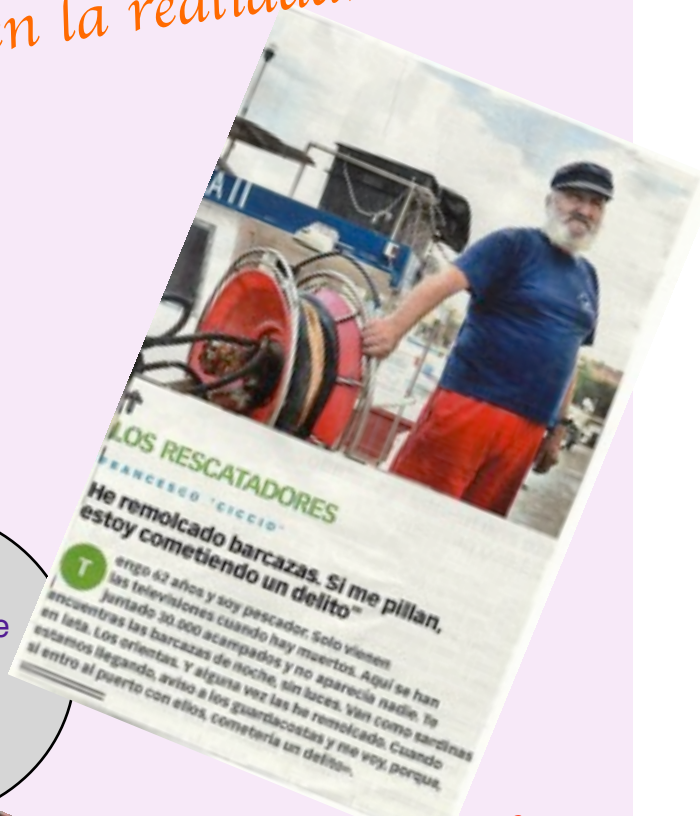 n la realidad
A II
LOS RESCATADORES
FRANCESCO "CICCIO"
He remolcado barcazas. Si me pillan,
estoy cometiendo un delito"
Tengo 62 años y soy pescador. Solo vienen
las televisiones cuando hay muertos. Aquí se han
juntado 30.000 acampados y no aparecía nadie. Te
encuentras las barcazas de noche, sin luces. Van como sardinas
en lata. Los orientas. Y alguna vez las he remolcado. Cuando
estamos llegando, aviso a los guardacostas y me voy, porque,
si entro al puerto con ellos, cometería un delito».
e